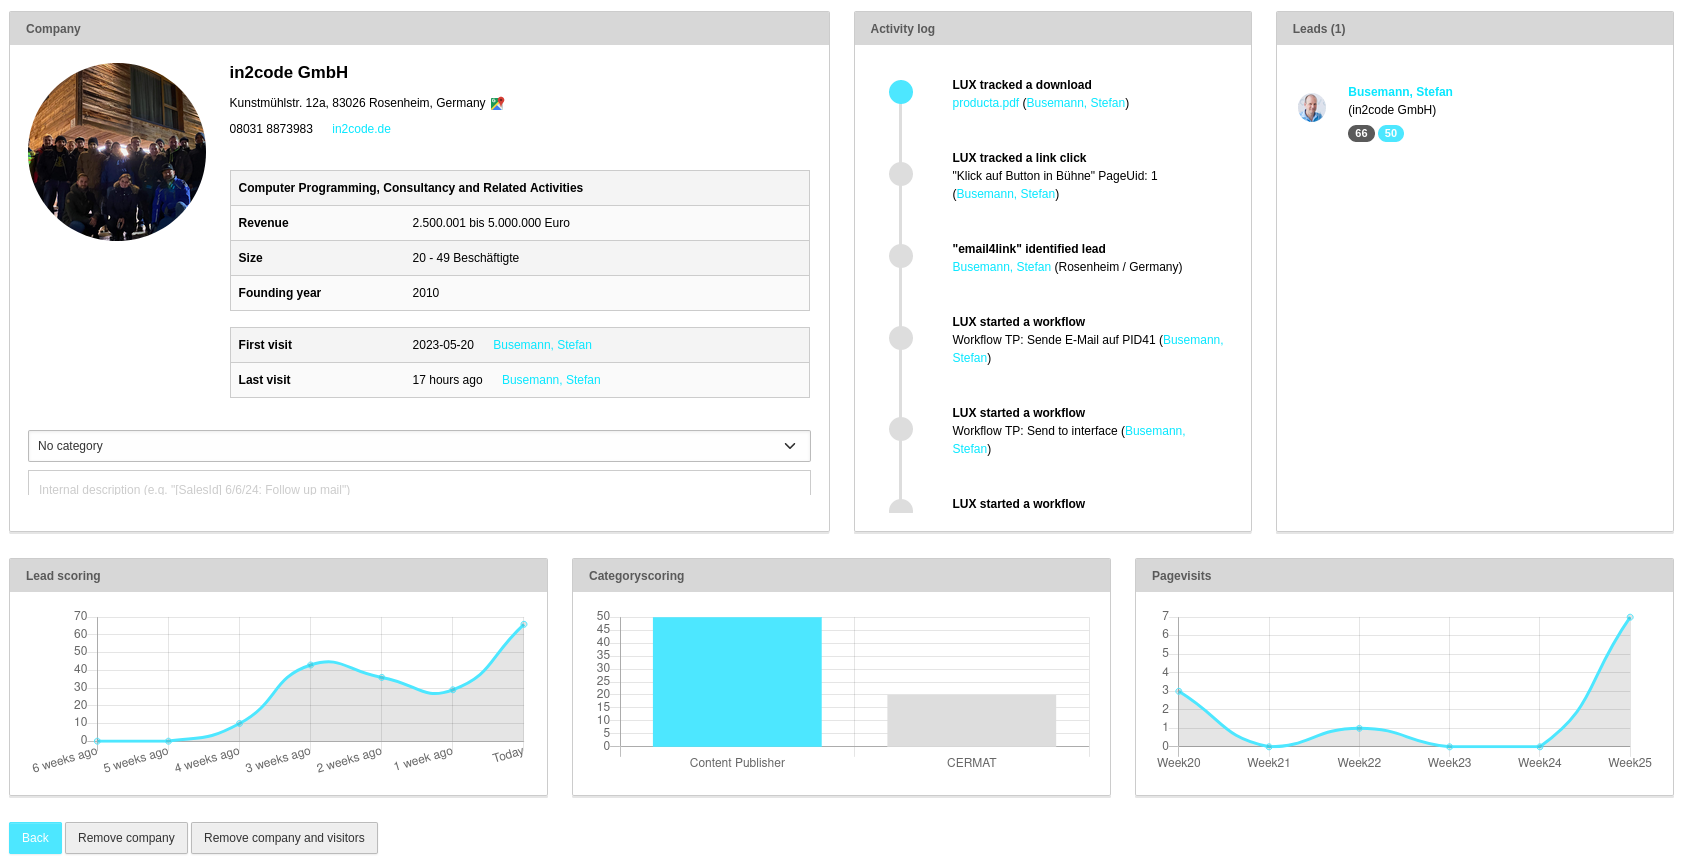 Company
in2code GmbH
Kunstmühlstr. 12a, 83026 Rosenheim, Germany
08031 8873983 in2code.de
Computer Programming, Consultancy and Related Activities
Revenue 2.500.001 bis 5.000.000 Euro
Size 20 - 49 Beschäftigte
Founding year 2010
First visit 2023-05-20 Busemann, Stefan
Last visit 17 hours ago Busemann, Stefan
No category
Internal description (e.g. "[SalesId] 6/6/24: Follow up mail")
Activity log
LUX tracked a download
producta.pdf (Busemann, Stefan)
LUX tracked a link click
"Klick auf Button in Bühne" PageUid: 1
(Busemann, Stefan)
"email4link" identified lead
Busemann, Stefan (Rosenheim / Germany)
LUX started a workflow
Workflow TP: Sende E-Mail auf PID41 (Busemann,
Stefan)
LUX started a workflow
Workflow TP: Send to interface (Busemann,
Stefan)
LUX started a workflow
Leads (1)
Busemann, Stefan
(in2code GmbH)
66 50
Lead scoring
70
60
50
40
30
20
10
0
6 weeks ago 5 weeks ago 4 weeks ago 3 weeks ago 2 weeks ago 1 week ago Today
Categoryscoring
50
45
40
35
30
25
20
15
10
5
0
Content Publisher CERMAT
Pagevisits
7
6
5
4
3
2
1
0
Week20 Week21 Week22 Week23 Week24 Week25
Back Remove company Remove company and visitors